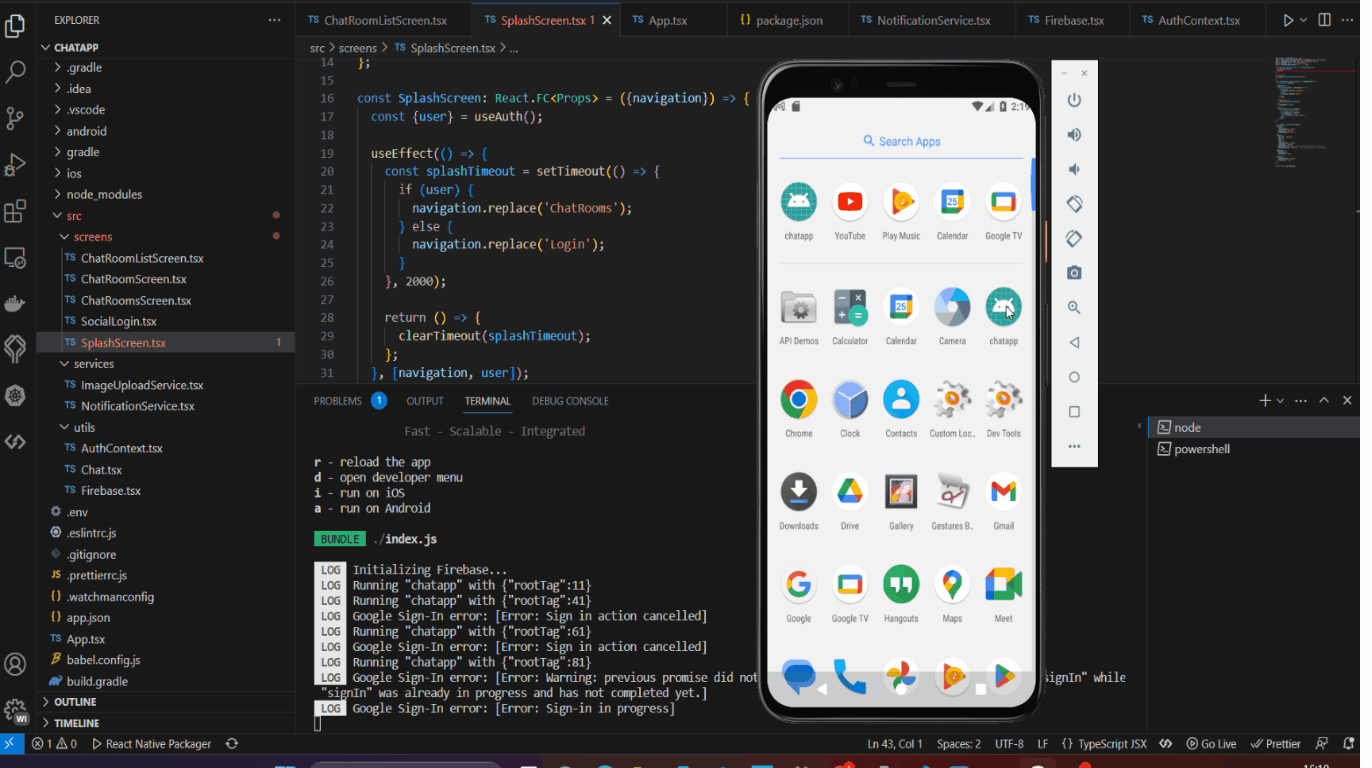 EXPLORER
CHATAPP
.gradle
.idea
.vscode
android
gradle
ios
node_modules
src
screens
TS ChatRoomListScreen.tsx
TS ChatRoomScreen.tsx
TS ChatRoomsScreen.tsx
TS SocialLogin.tsx
TS SplashScreen.tsx 1
services
TS ImageUploadService.tsx
TS NotificationService.tsx
utils
TS AuthContext.tsx
TS Chat.tsx
TS Firebase.tsx
.env
.eslintrc.js
.gitignore
JS .prettierrc.js
{} .watchmanconfig
{} app.json
TS App.tsx
babel.config.js
build.gradle
OUTLINE
TIMELINE
TS ChatRoomListScreen.tsx TS SplashScreen.tsx 1 TS App.tsx {} package.json TS NotificationService.tsx TS Firebase.tsx TS AuthContext.tsx
src > screens > TS SplashScreen.tsx > ...
14 };
15
16 const SplashScreen: React.FC<Props> = ({navigation}) => {
17 const {user} = useAuth();
18
19 useEffect(() => {
20 const splashTimeout = setTimeout(() => {
21 if (user) {
22 navigation.replace('ChatRooms');
23 } else {
24 navigation.replace('Login');
25 }
26 }, 2000);
27
28 return () => {
29 clearTimeout(splashTimeout);
30 };
31 }, [navigation, user]);
PROBLEMS 1 OUTPUT TERMINAL DEBUG CONSOLE
Fast - Scalable - Integrated
r - reload the app
d - open developer menu
i - run on iOS
a - run on Android
BUNDLE ./index.js
LOG Initializing Firebase...
LOG Running "chatapp" with {"rootTag":11}
LOG Running "chatapp" with {"rootTag":41}
LOG Google Sign-In error: [Error: Sign in action cancelled]
LOG Running "chatapp" with {"rootTag":61}
LOG Google Sign-In error: [Error: Sign in action cancelled]
LOG Running "chatapp" with {"rootTag":81}
LOG Google Sign-In error: [Error: Warning: previous promise did not signIn" while
"signIn" was already in progress and has not completed yet.]
LOG Google Sign-In error: [Error: Sign-in in progress]
node
powershell
Search Apps
chatapp YouTube Play Music Calendar Google TV
API Demos Calculator Calendar Camera chatapp
Chrome Clock Contacts Custom Loc.. Dev Tools
Downloads Drive Gallery Gestures B.. Gmail
Google Google TV Hangouts Maps Meet
WI
1 0 React Native Packager Ln 43, Col 1 Spaces: 2 UTF-8 LF {} TypeScript JSX Go Live Prettier